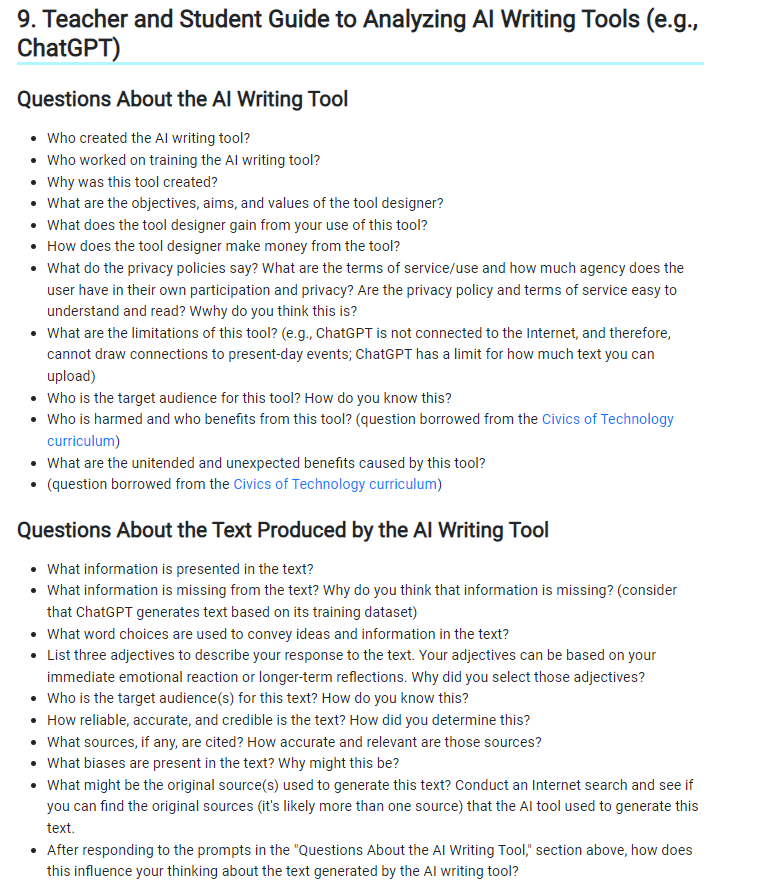 9. Teacher and Student Guide to Analyzing AI Writing Tools (e.g.,
ChatGPT)
Questions About the AI Writing Tool
• Who created the AI writing tool?
• Who worked on training the AI writing tool?
• Why was this tool created?
• What are the objectives, aims, and values of the tool designer?
• What does the tool designer gain from your use of this tool?
• How does the tool designer make money from the tool?
• What do the privacy policies say? What are the terms of service/use and how much agency does the
user have in their own participation and privacy? Are the privacy policy and terms of service easy to
understand and read? Wwhy do you think this is?
• What are the limitations of this tool? (e.g., ChatGPT is not connected to the Internet, and therefore,
cannot draw connections to present-day events; ChatGPT has a limit for how much text you can
upload)
• Who is the target audience for this tool? How do you know this?
• Who is harmed and who benefits from this tool? (question borrowed from the Civics of Technology
curriculum)
• What are the unitended and unexpected benefits caused by this tool?
• (question borrowed from the Civics of Technology curriculum)
Questions About the Text Produced by the AI Writing Tool
• What information is presented in the text?
• What information is missing from the text? Why do you think that information is missing? (consider
that ChatGPT generates text based on its training dataset)
• What word choices are used to convey ideas and information in the text?
• List three adjectives to describe your response to the text. Your adjectives can be based on your
immediate emotional reaction or longer-term reflections. Why did you select those adjectives?
• Who is the target audience(s) for this text? How do you know this?
• How reliable, accurate, and credible is the text? How did you determine this?
• What sources, if any, are cited? How accurate and relevant are those sources?
• What biases are present in the text? Why might this be?
• What might be the original source(s) used to generate this text? Conduct an Internet search and see if
you can find the original sources (it's likely more than one source) that the AI tool used to generate this
text.
• After responding to the prompts in the "Questions About the AI Writing Tool," section above, how does
this influence your thinking about the text generated by the AI writing tool?